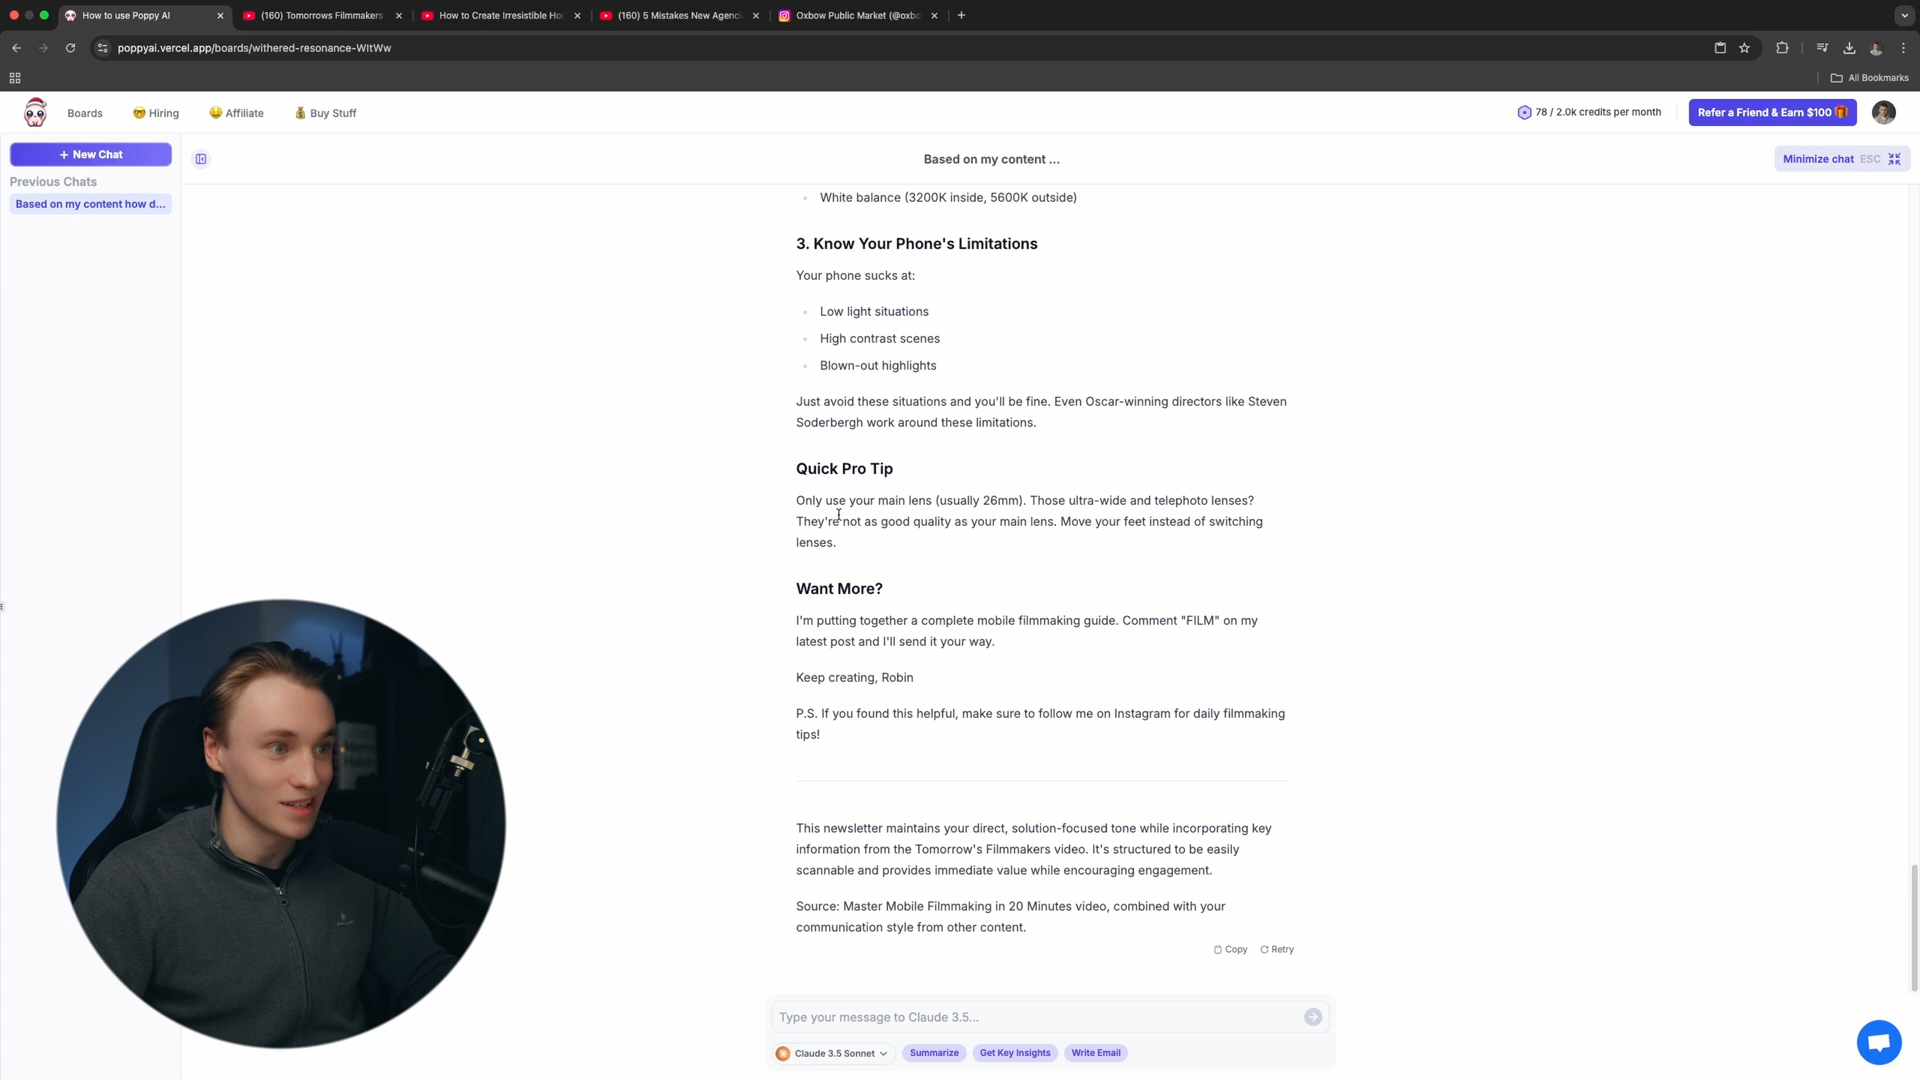 How to use Poppy AI
(160) Tomorrows Filmmakers
How to Create Irresistible Ho
(160) 5 Mistakes New Agenc
Oxbow Public Market (@oxbo
poppyai.vercel.app/boards/withered-resonance-WItWw
All Bookmarks
Boards
Hiring
Affiliate
Buy Stuff
78 / 2.0k credits per month
Refer a Friend & Earn $100
+ New Chat
Based on my content ...
Minimize chat ESC
Previous Chats
Based on my content how d...
White balance (3200K inside, 5600K outside)
3. Know Your Phone's Limitations
Your phone sucks at:
Low light situations
High contrast scenes
Blown-out highlights
Just avoid these situations and you'll be fine. Even Oscar-winning directors like Steven
Soderbergh work around these limitations.
Quick Pro Tip
Only use your main lens (usually 26mm). Those ultra-wide and telephoto lenses?
They're not as good quality as your main lens. Move your feet instead of switching
lenses.
Want More?
I'm putting together a complete mobile filmmaking guide. Comment "FILM" on my
latest post and I'll send it your way.
Keep creating, Robin
P.S. If you found this helpful, make sure to follow me on Instagram for daily filmmaking
tips!
This newsletter maintains your direct, solution-focused tone while incorporating key
information from the Tomorrow's Filmmakers video. It's structured to be easily
scannable and provides immediate value while encouraging engagement.
Source: Master Mobile Filmmaking in 20 Minutes video, combined with your
communication style from other content.
Copy
Retry
Type your message to Claude 3.5...
Claude 3.5 Sonnet
Summarize
Get Key Insights
Write Email